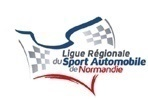 Ligue Régionale
du Sport Automobile
de Normandie